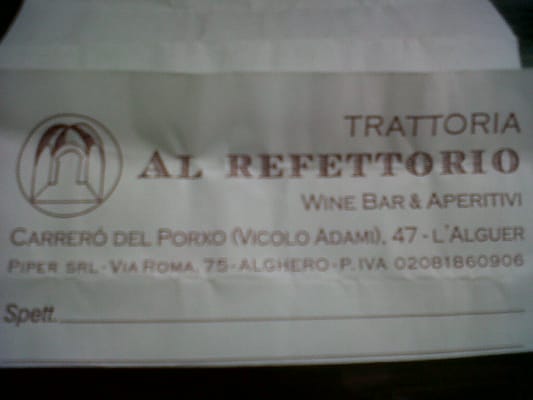 TRATTORIA
AL REFETTORIO
WINE BAR & APERITIVI
CARRERÓ DEL PORXO (VICOLO ADAMI), 47 - L'ALGUER
PIPER SRL - VIA ROMA, 75 - ALGHERO - P. IVA 02081860906
Spett.